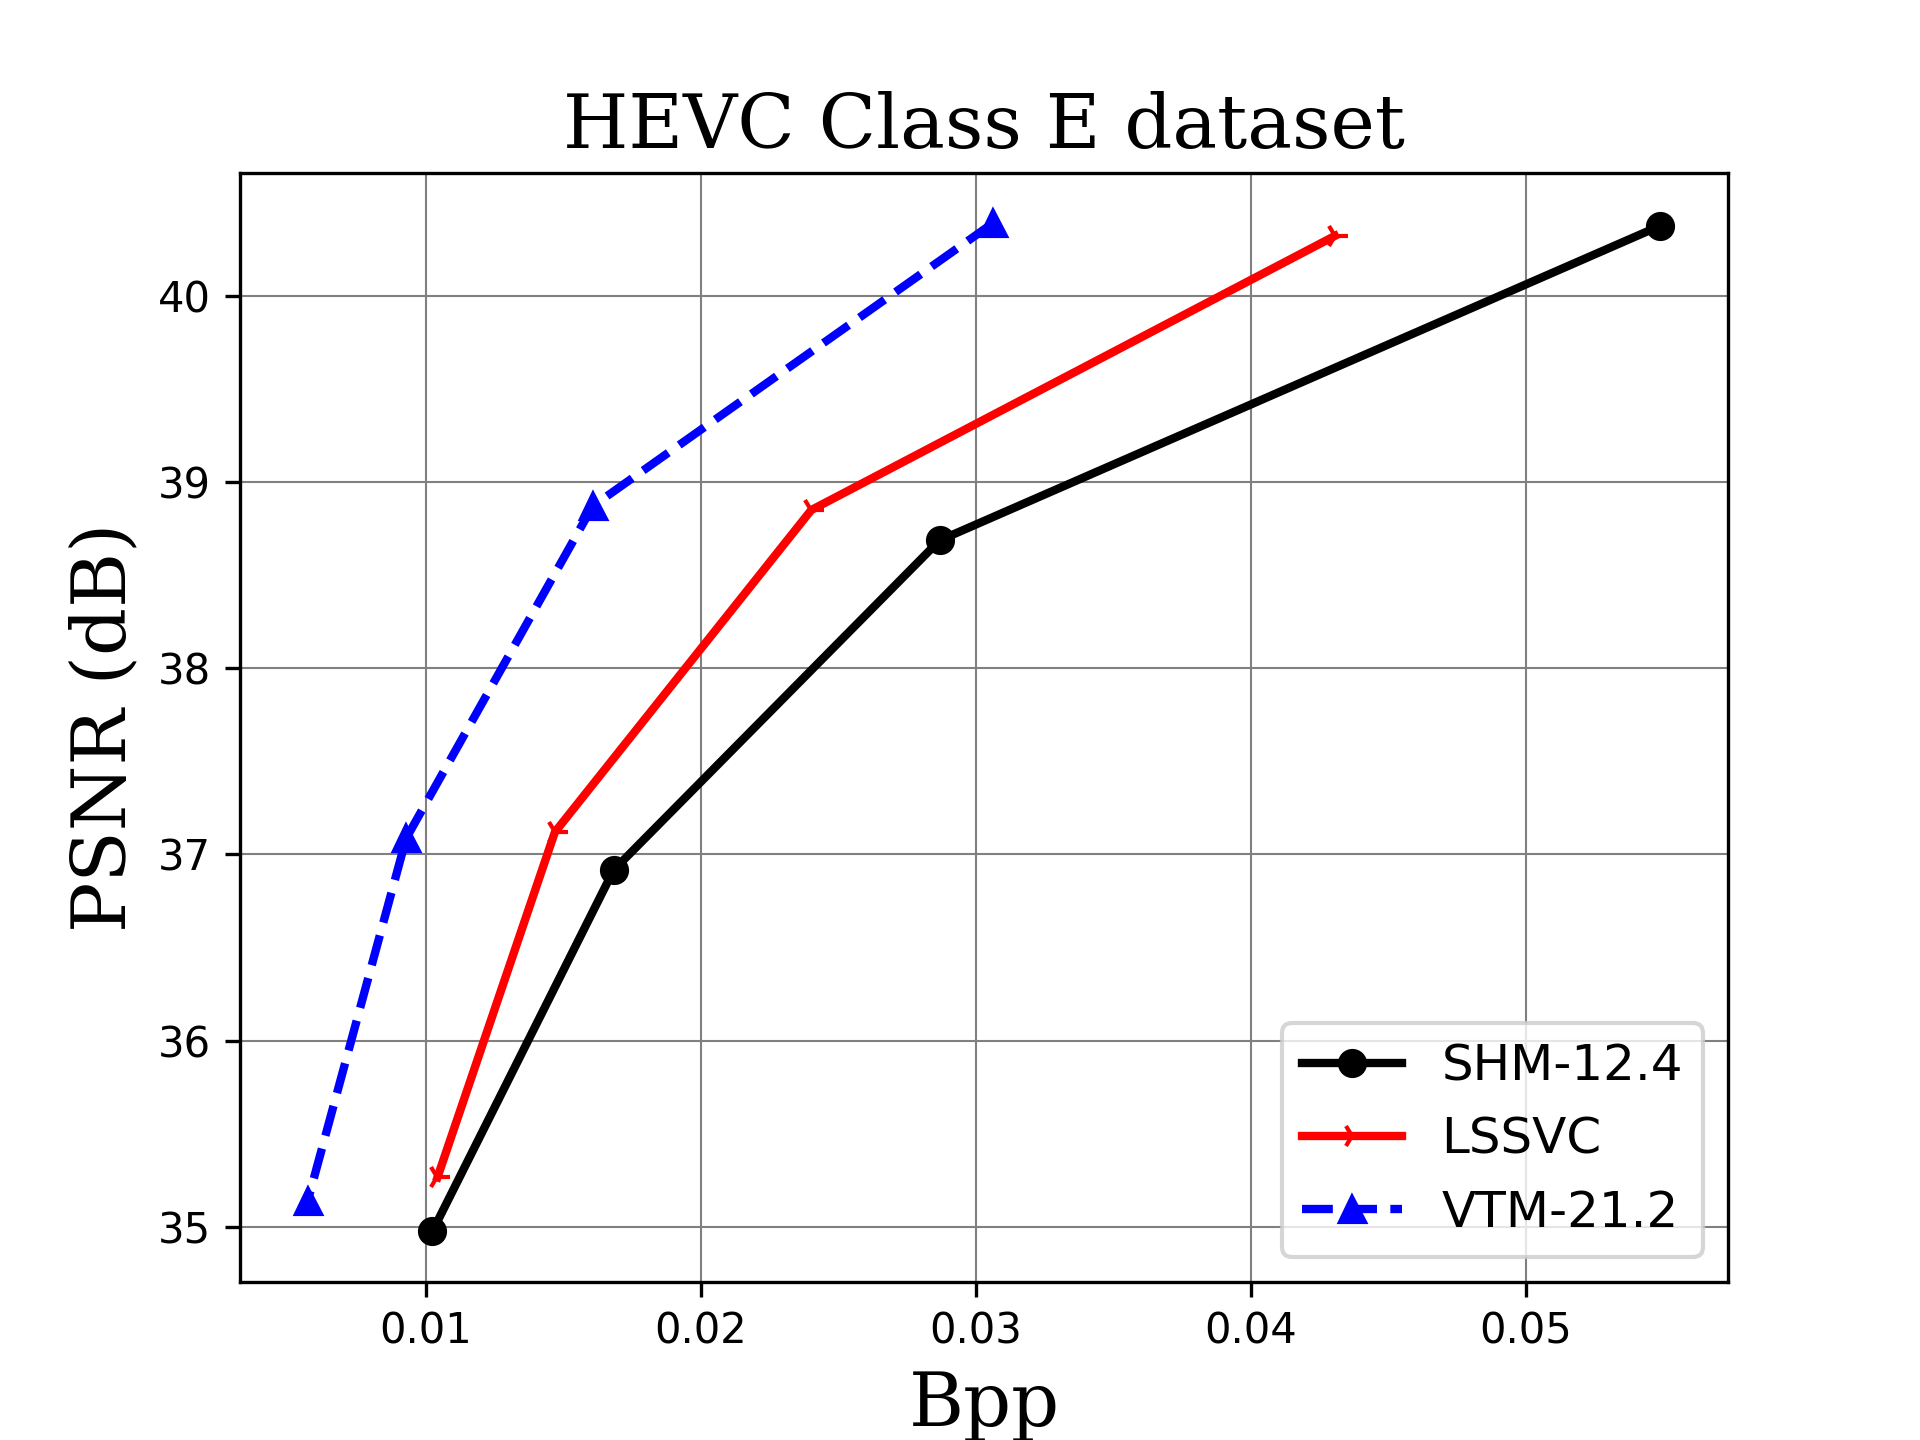 HEVC Class E dataset
PSNR (dB)
40
39
38
37
36
35
SHM-12.4
LSSVC
VTM-21.2
0.01 0.02 0.03 0.04 0.05
Bpp